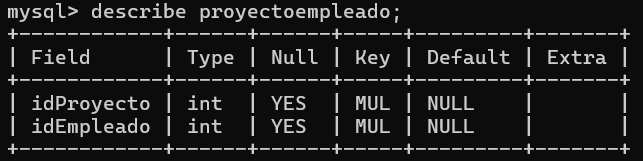 mysql> describe proyectoempleado;
+------------+------+------+-----+---------+-------+
| Field      | Type | Null | Key | Default | Extra |
+------------+------+------+-----+---------+-------+
| idProyecto | int  | YES  | MUL | NULL    |       |
| idEmpleado | int  | YES  | MUL | NULL    |       |
+------------+------+------+-----+---------+-------+